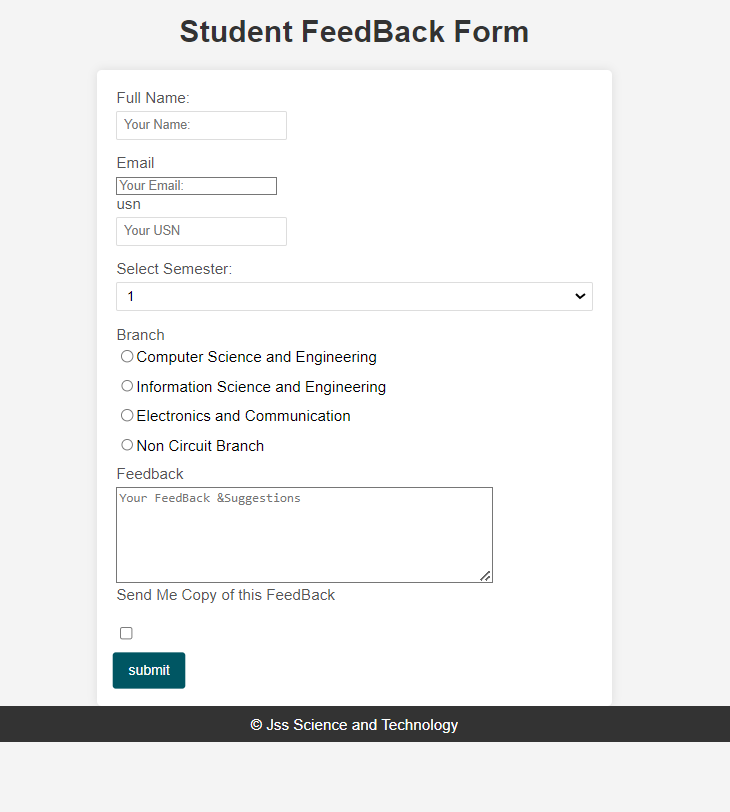 Student FeedBack Form
Full Name:
Your Name:
Email
Your Email:
usn
Your USN
Select Semester:
1
Branch
Computer Science and Engineering
Information Science and Engineering
Electronics and Communication
Non Circuit Branch
Feedback
Your FeedBack &Suggestions
Send Me Copy of this FeedBack
submit
© Jss Science and Technology